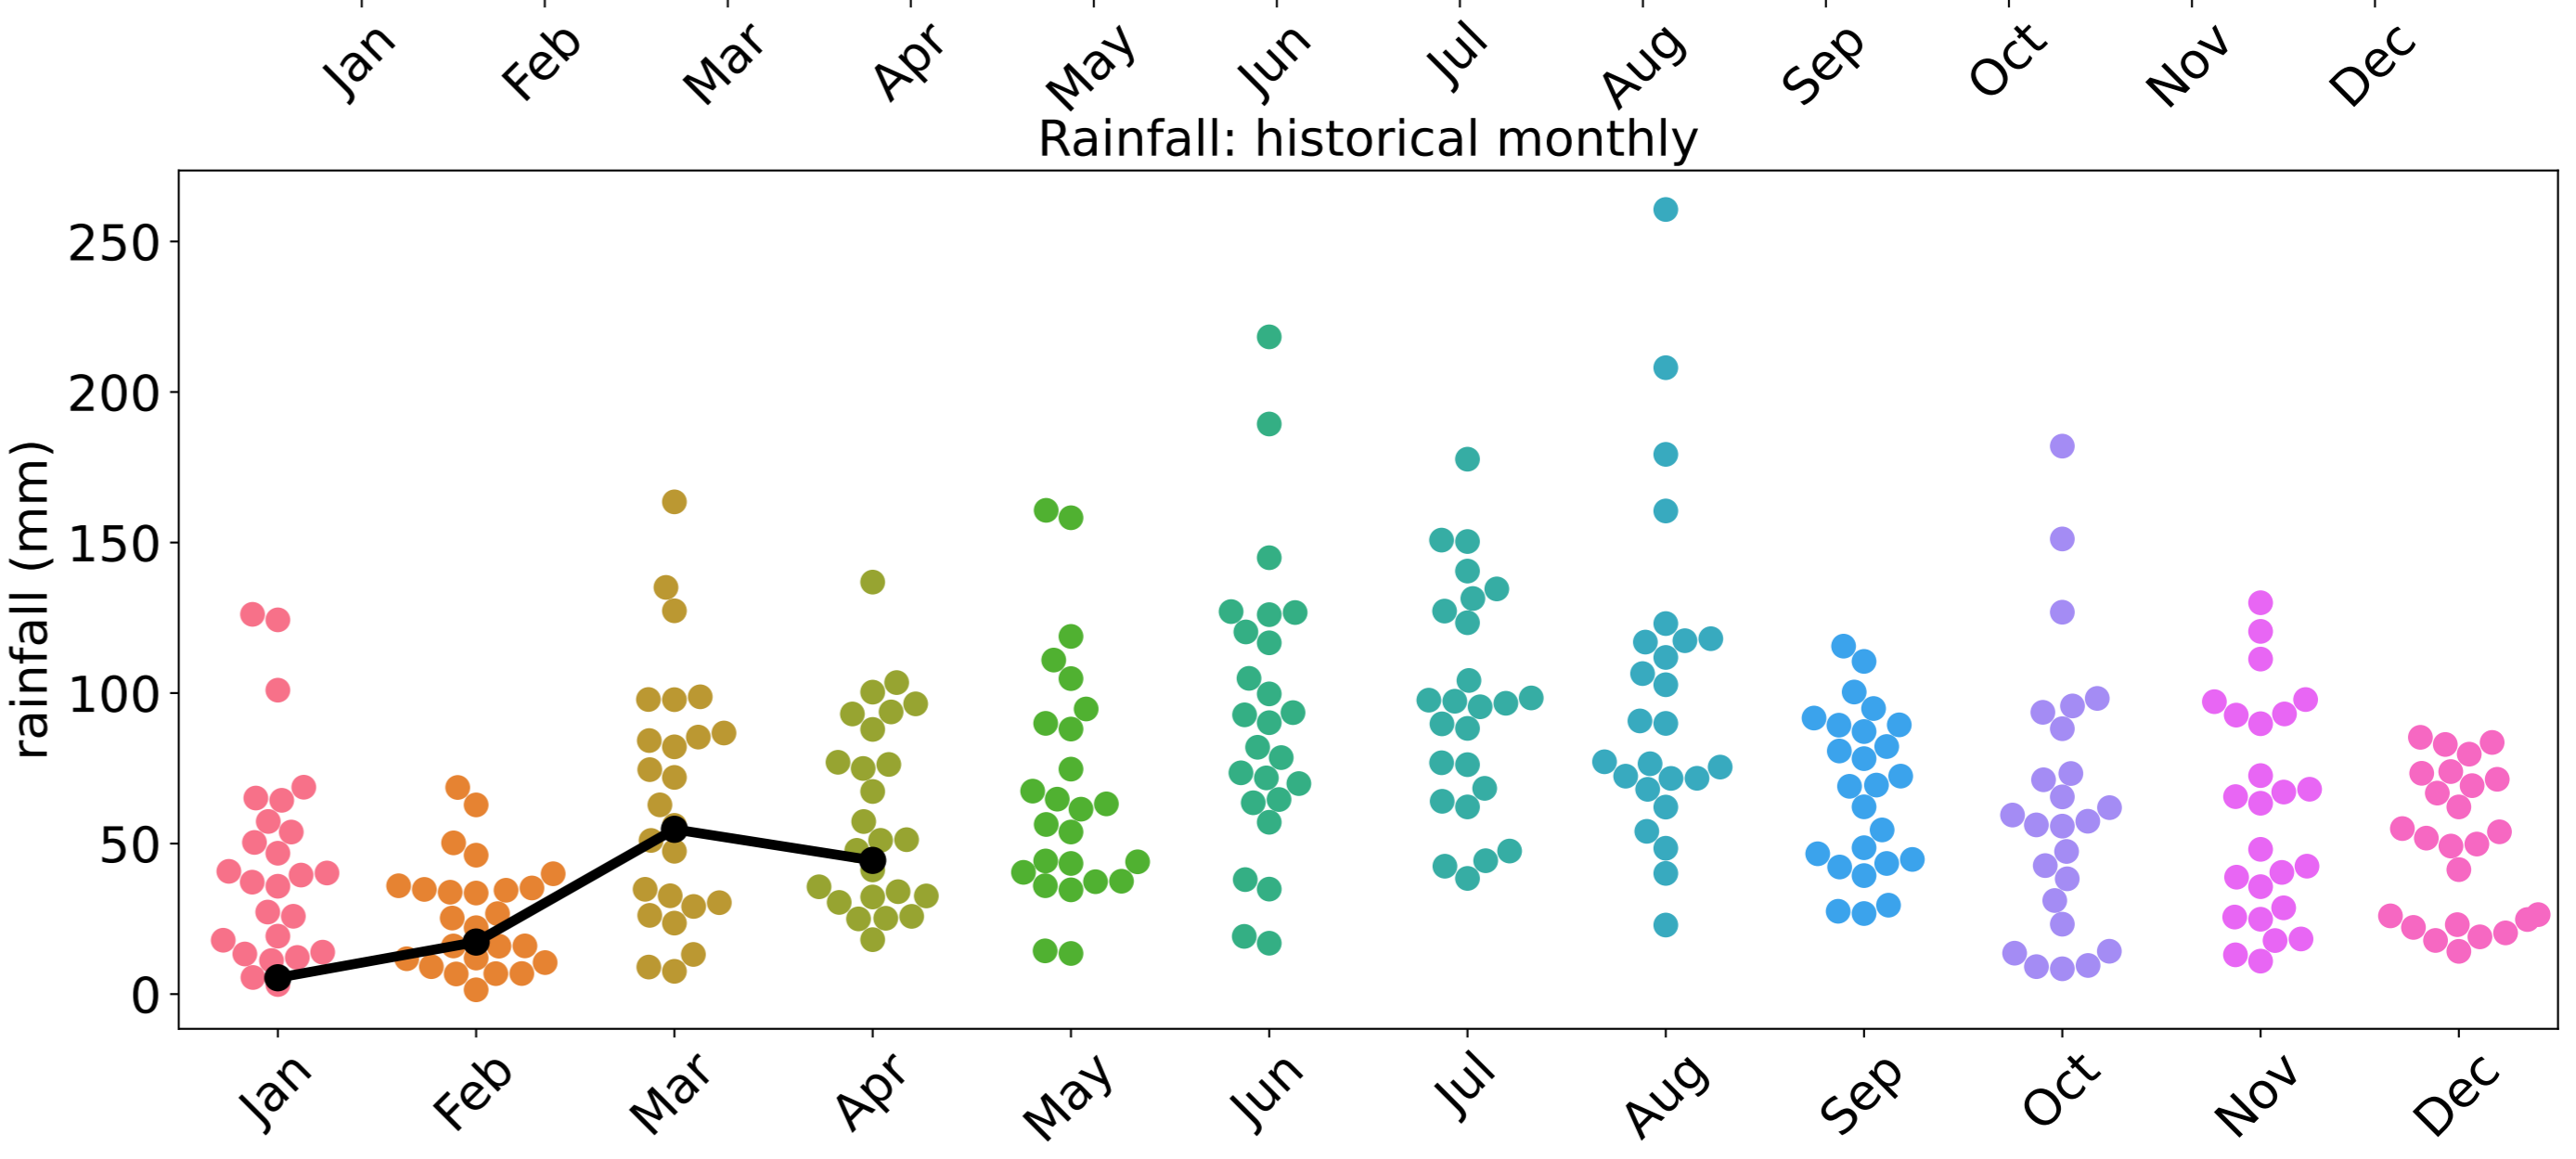 Jan Feb Mar Apr May Jun Jul Aug Sep Oct Nov Dec
Rainfall: historical monthly
rainfall (mm)
250
200
150
100
50
0
Jan Feb Mar Apr May Jun Jul Aug Sep Oct Nov Dec